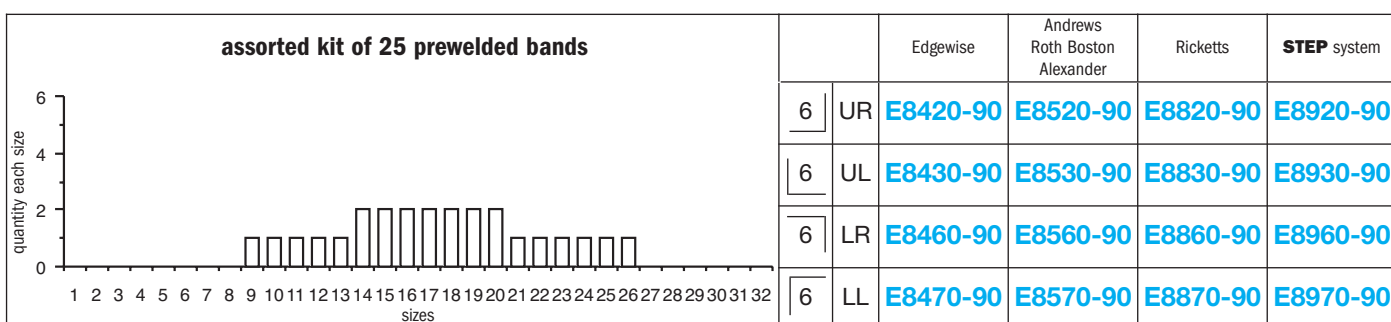 assorted kit of 25 prewelded bands
quantity each size
6
4
2
0
1 2 3 4 5 6 7 8 9 10 11 12 13 14 15 16 17 18 19 20 21 22 23 24 25 26 27 28 29 30 31 32
sizes
Edgewise
Andrews
Roth Boston
Alexander
Ricketts
STEP system
6 UR E8420-90 E8520-90 E8820-90 E8920-90
6 UL E8430-90 E8530-90 E8830-90 E8930-90
6 LR E8460-90 E8560-90 E8860-90 E8960-90
6 LL E8470-90 E8570-90 E8870-90 E8970-90